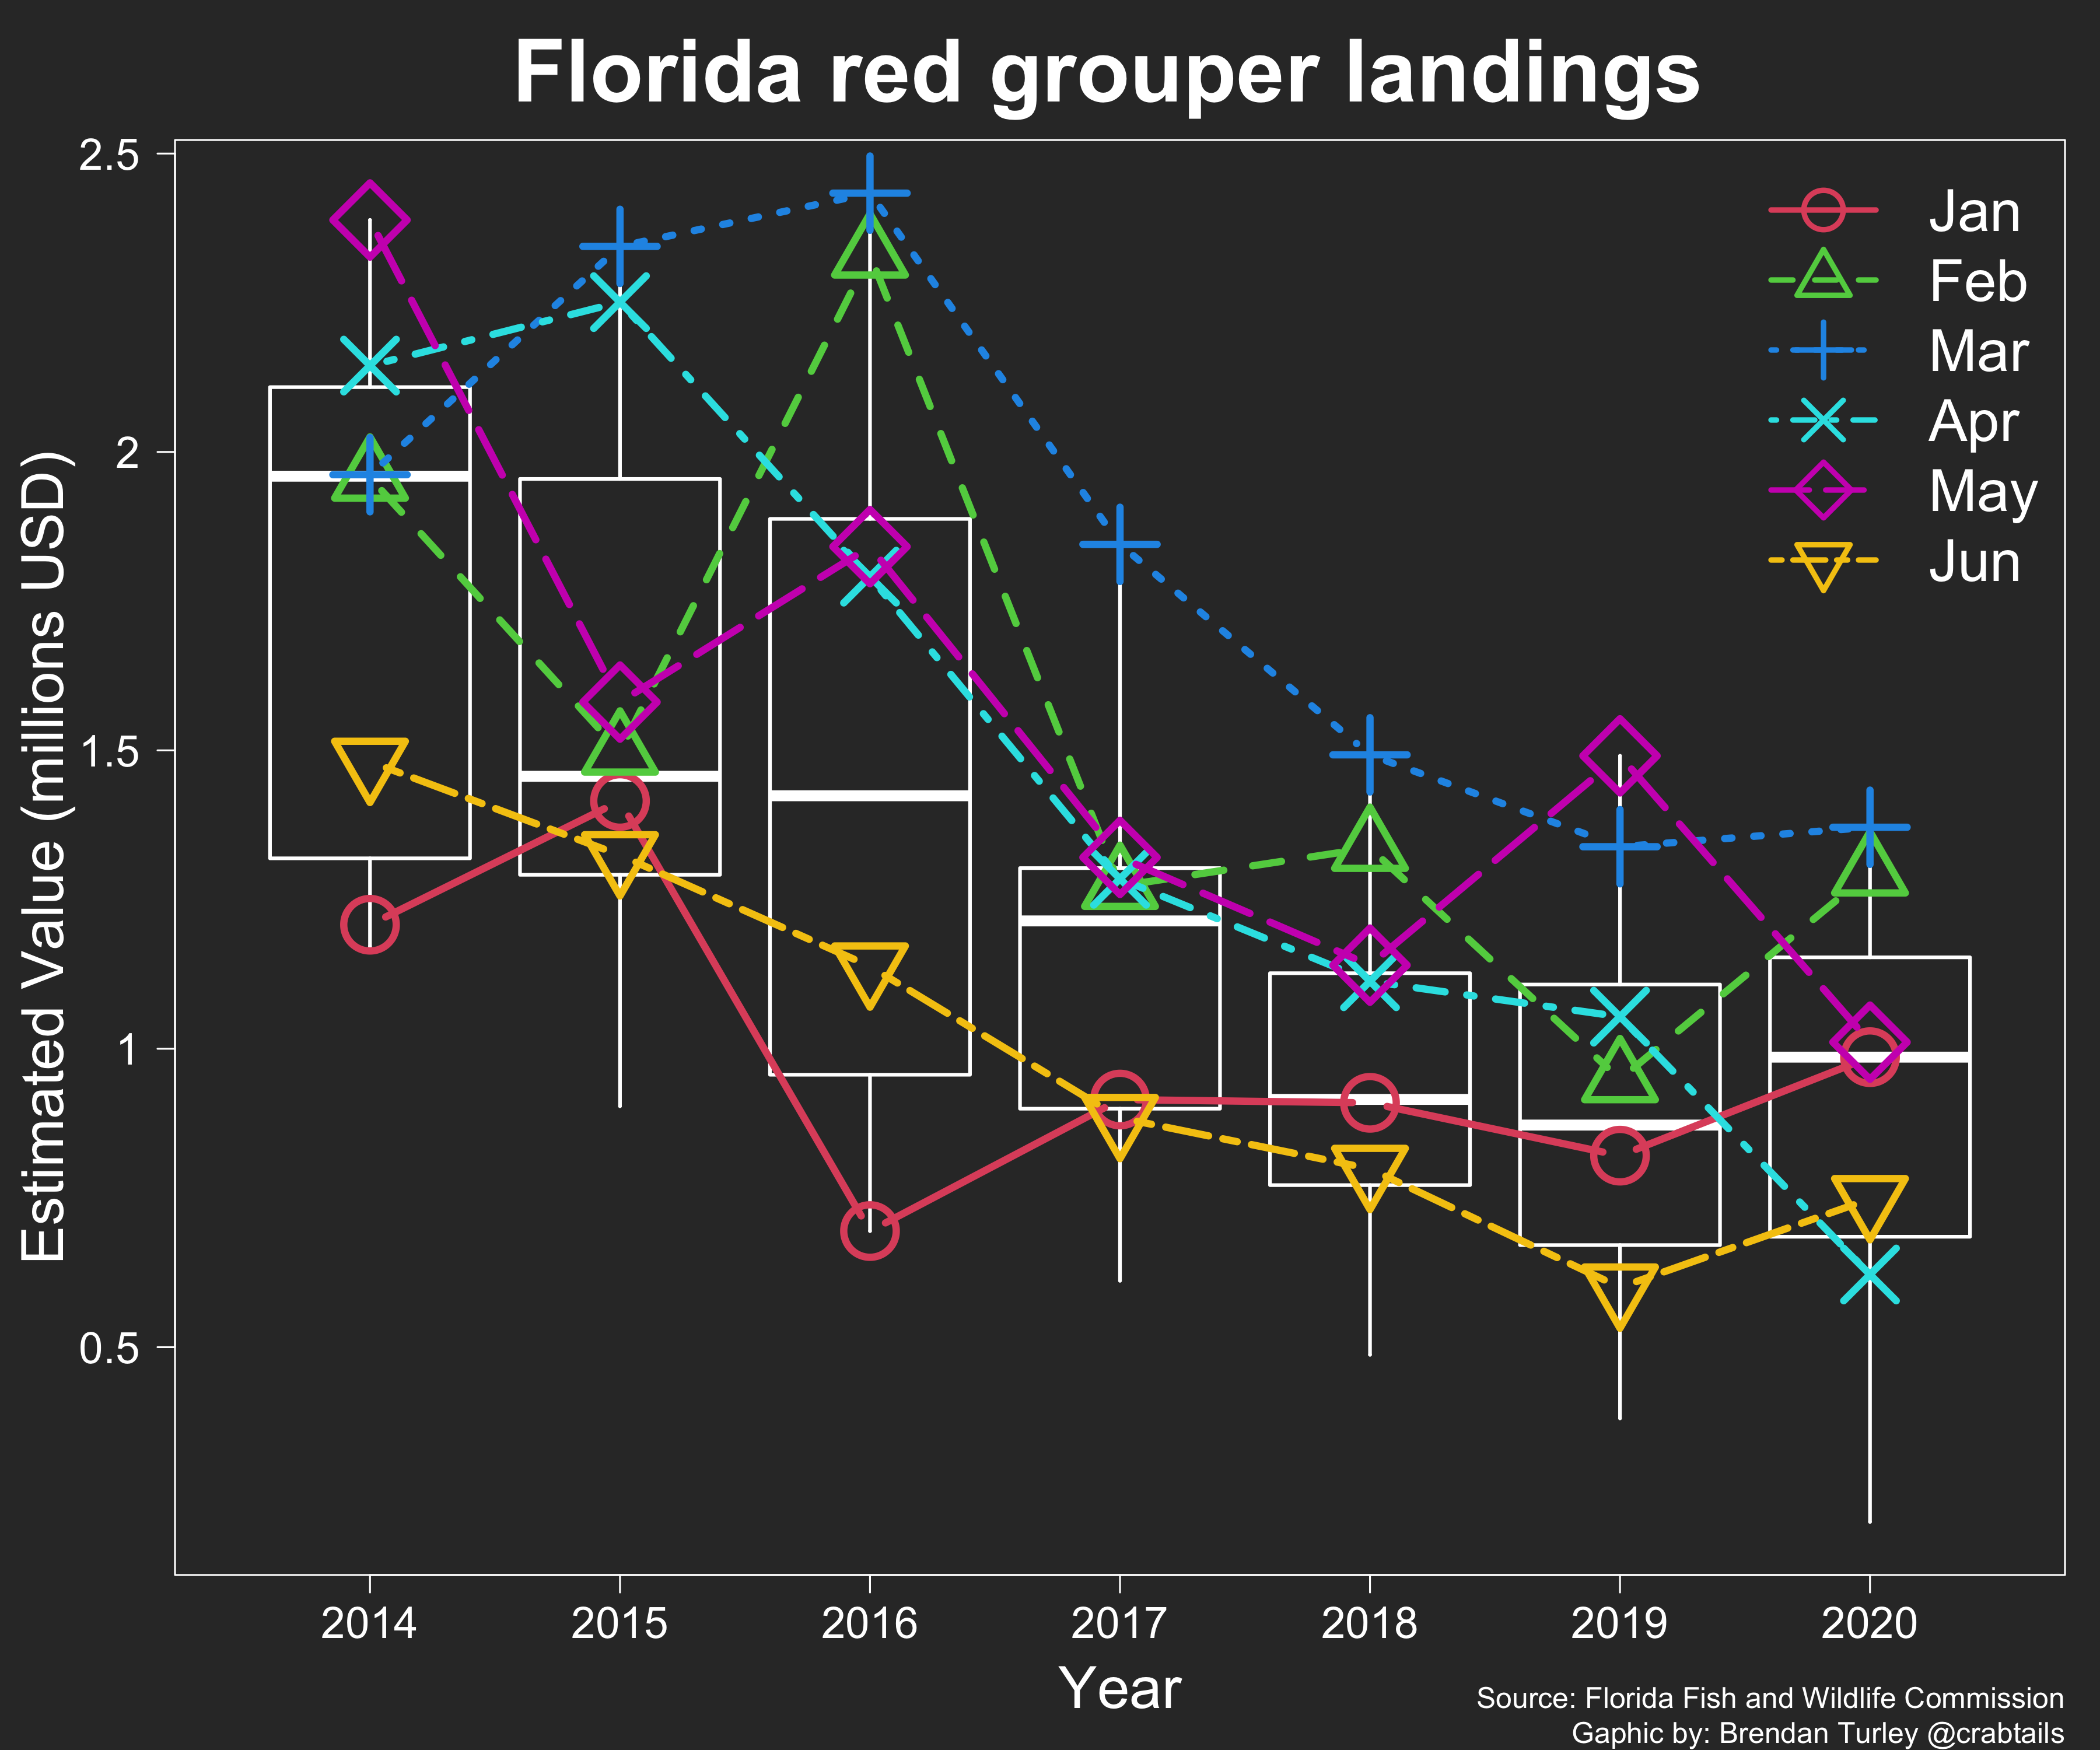 Florida red grouper landings
Estimated Value (millions USD)
2.5
2
1.5
1
0.5
Jan
Feb
Mar
Apr
May
Jun
2014 2015 2016 2017 2018 2019 2020
Year
Source: Florida Fish and Wildlife Commission
Gaphic by: Brendan Turley @crabtails